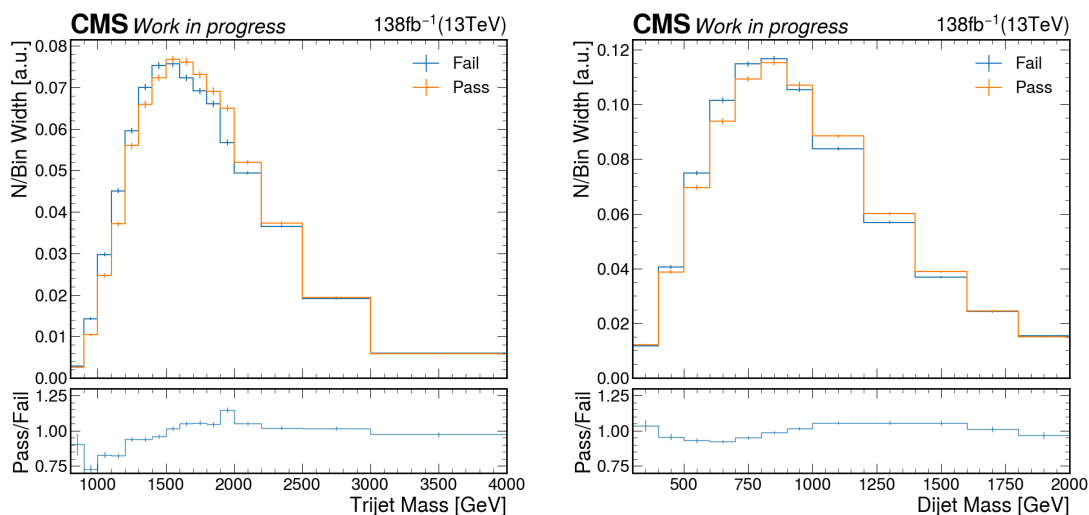 CMS Work in progress 138fb⁻¹(13TeV)
N/Bin Width [a.u.]
0.08
0.07
0.06
0.05
0.04
0.03
0.02
0.01
0.00
Fail
Pass
Pass/Fail
1.25
1.00
0.75
1000 1500 2000 2500 3000 3500 4000
Trijet Mass [GeV]
CMS Work in progress 138fb⁻¹(13TeV)
N/Bin Width [a.u.]
0.12
0.10
0.08
0.06
0.04
0.02
0.00
Fail
Pass
Pass/Fail
1.25
1.00
0.75
500 750 1000 1250 1500 1750 2000
Dijet Mass [GeV]